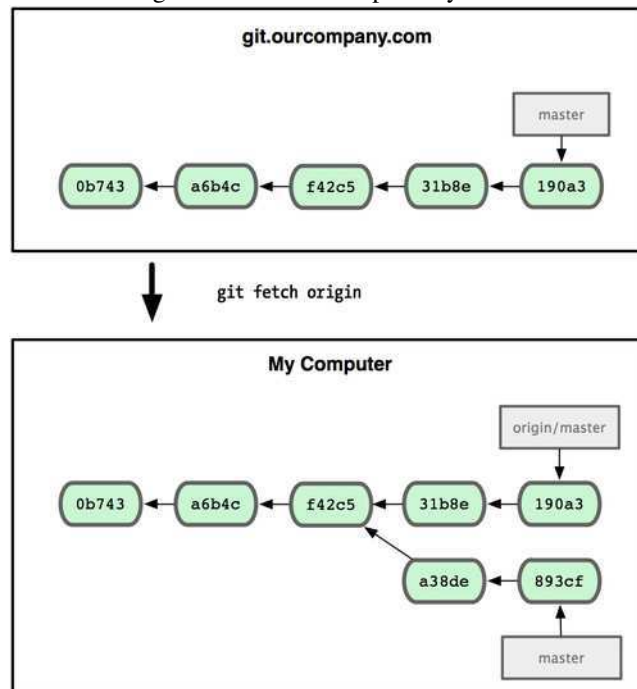 git.ourcompany.com
master
0b743 a6b4c f42c5 31b8e 190a3
git fetch origin
My Computer
origin/master
0b743 a6b4c f42c5 31b8e 190a3
a38de 893cf
master